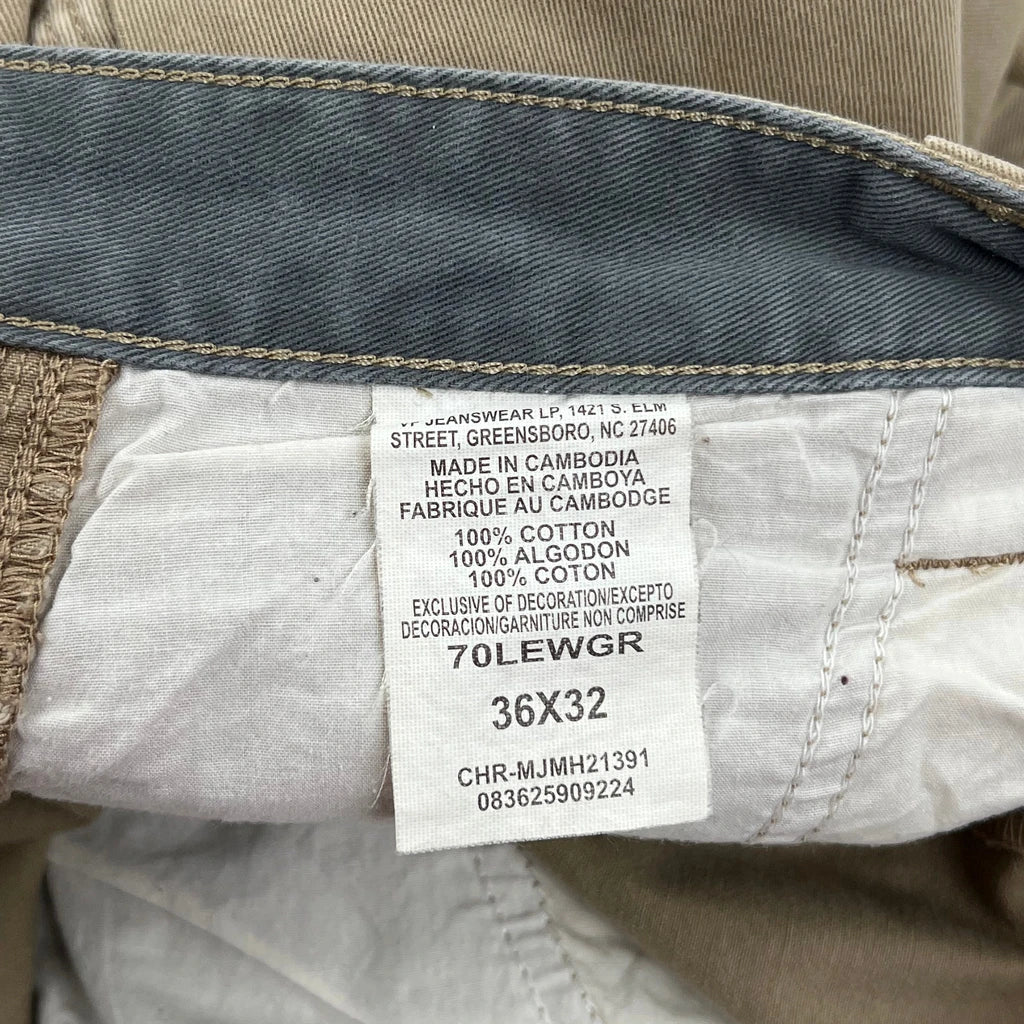 VF JEANSWEAR LP, 1421 S. ELM
STREET, GREENSBORO, NC 27406
MADE IN CAMBODIA
HECHO EN CAMBOYA
FABRIQUE AU CAMBODGE
100% COTTON
100% ALGODON
100% COTON
EXCLUSIVE OF DECORATION/EXCEPTO
DECORACION/GARNITURE NON COMPRISE
70LEWGR
36X32
CHR-MJMH21391
083625909224